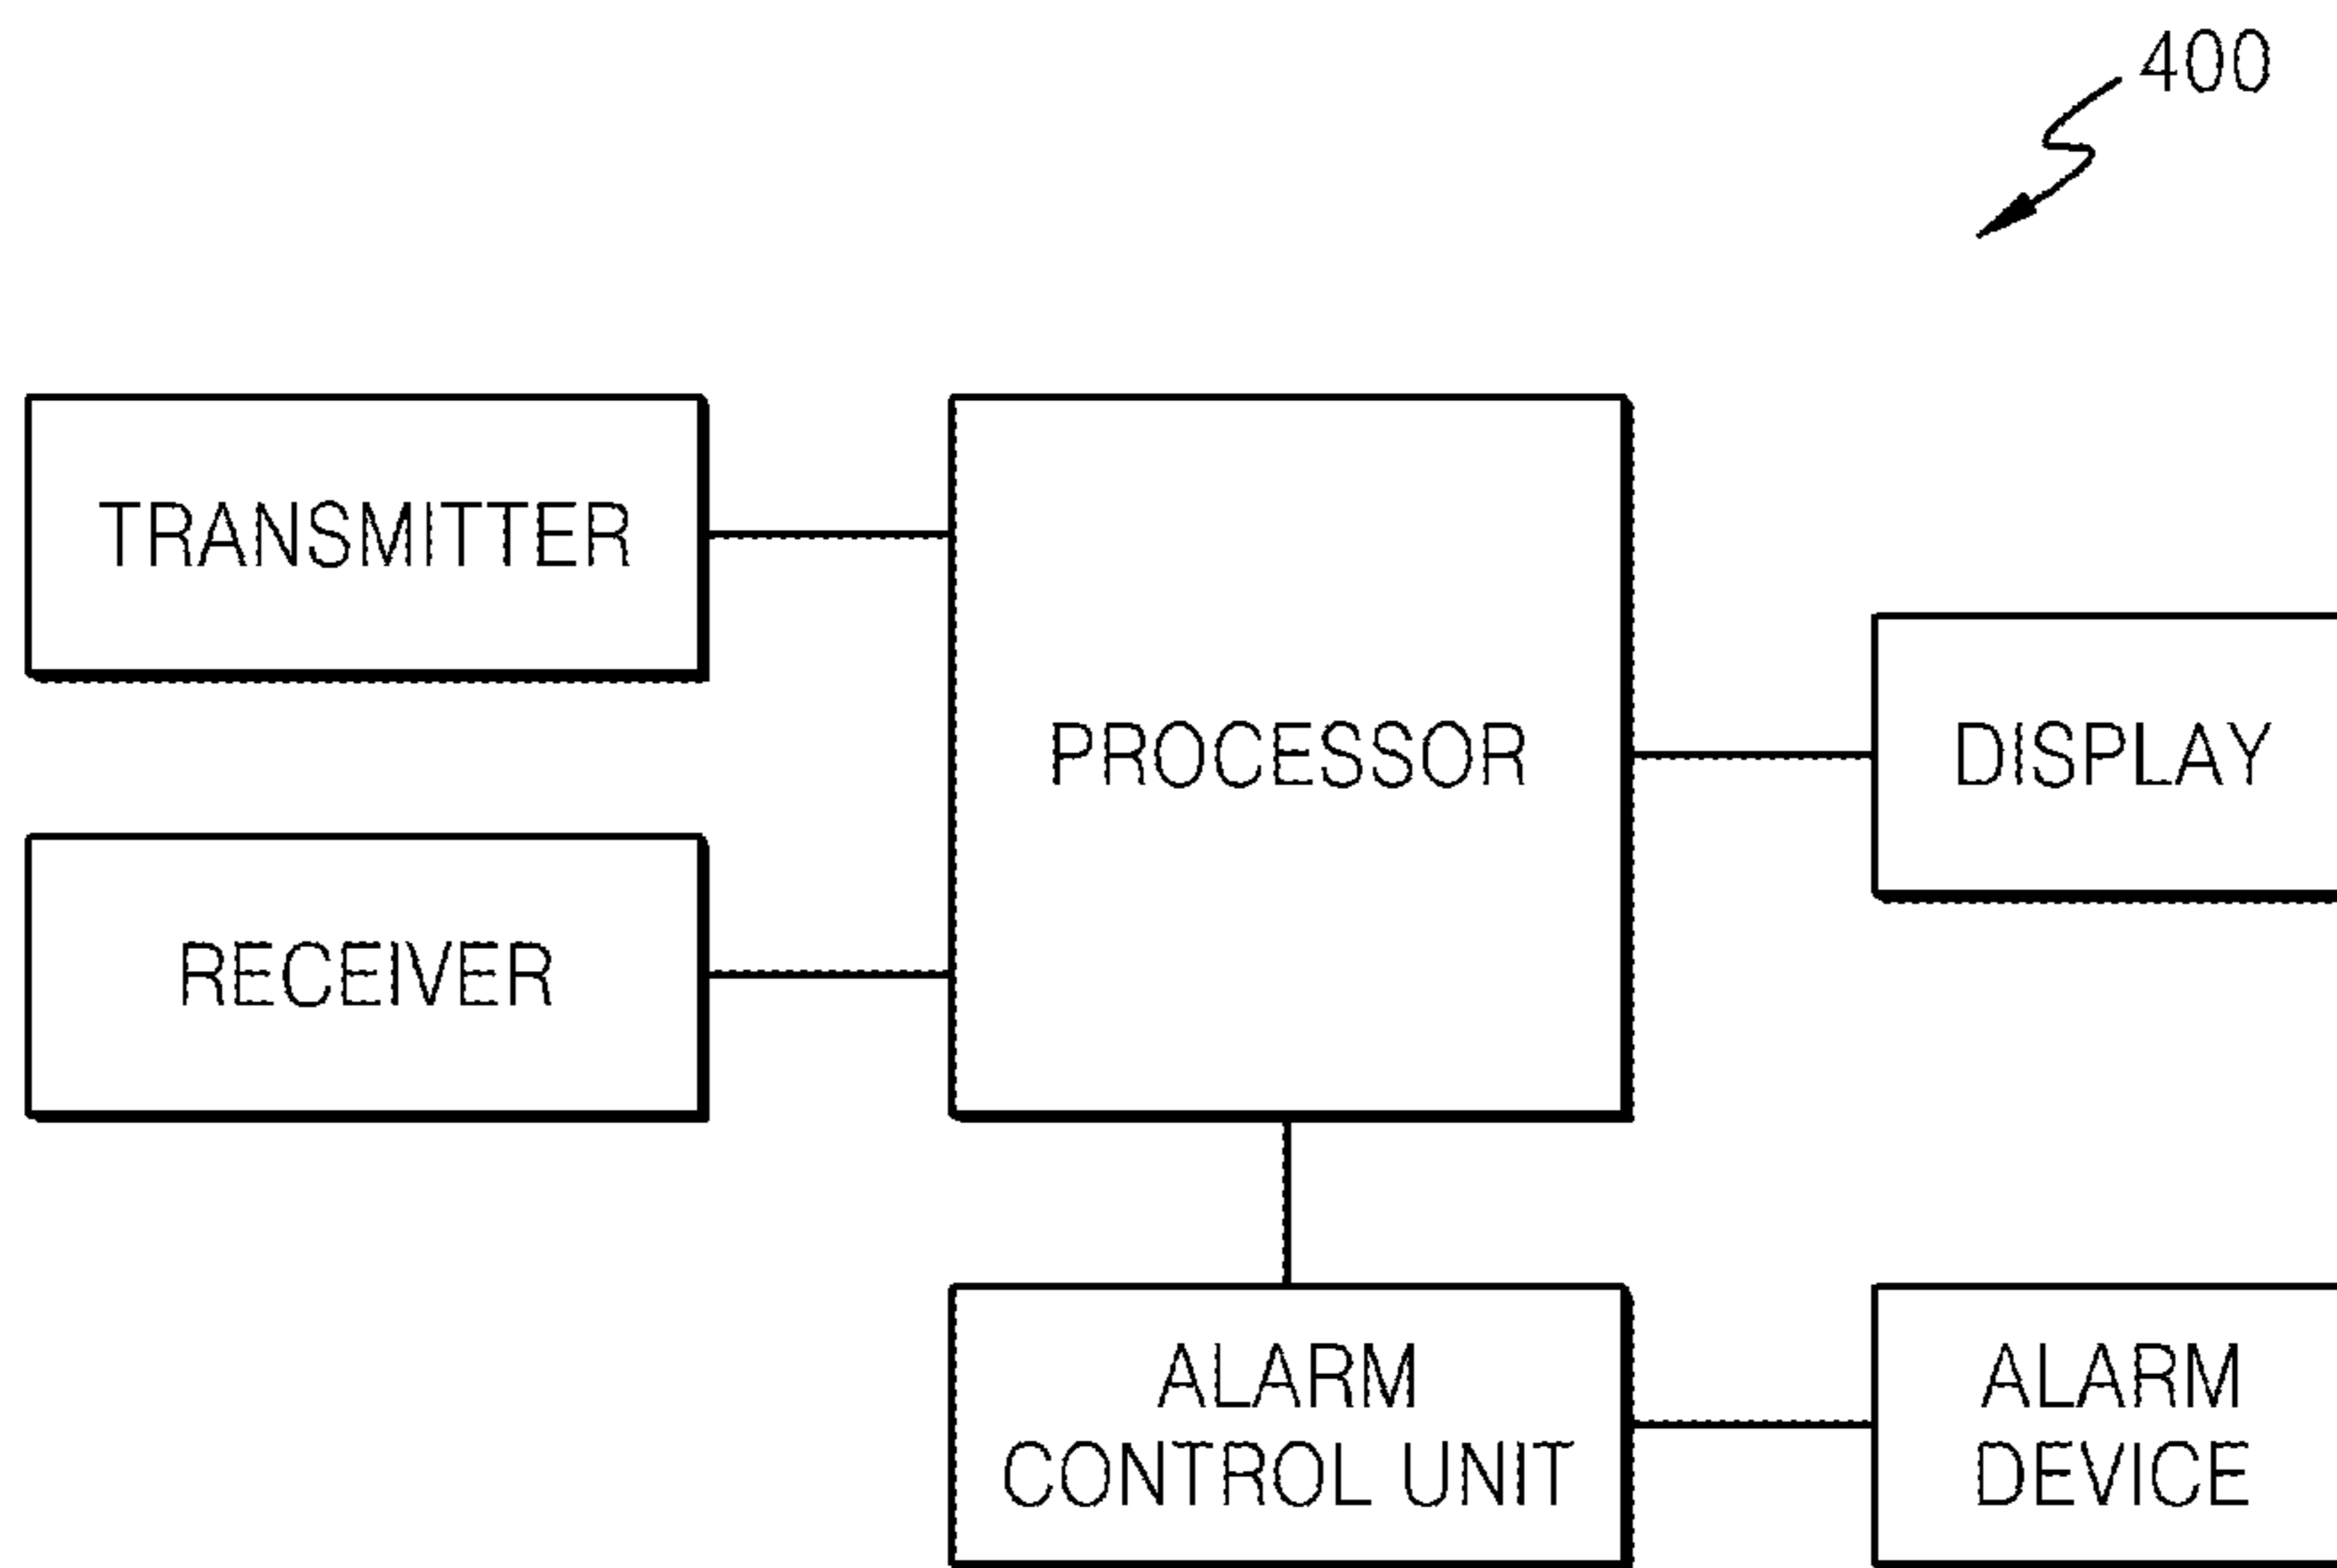 400
TRANSMITTER
PROCESSOR
DISPLAY
RECEIVER
ALARM
CONTROL UNIT
ALARM
DEVICE